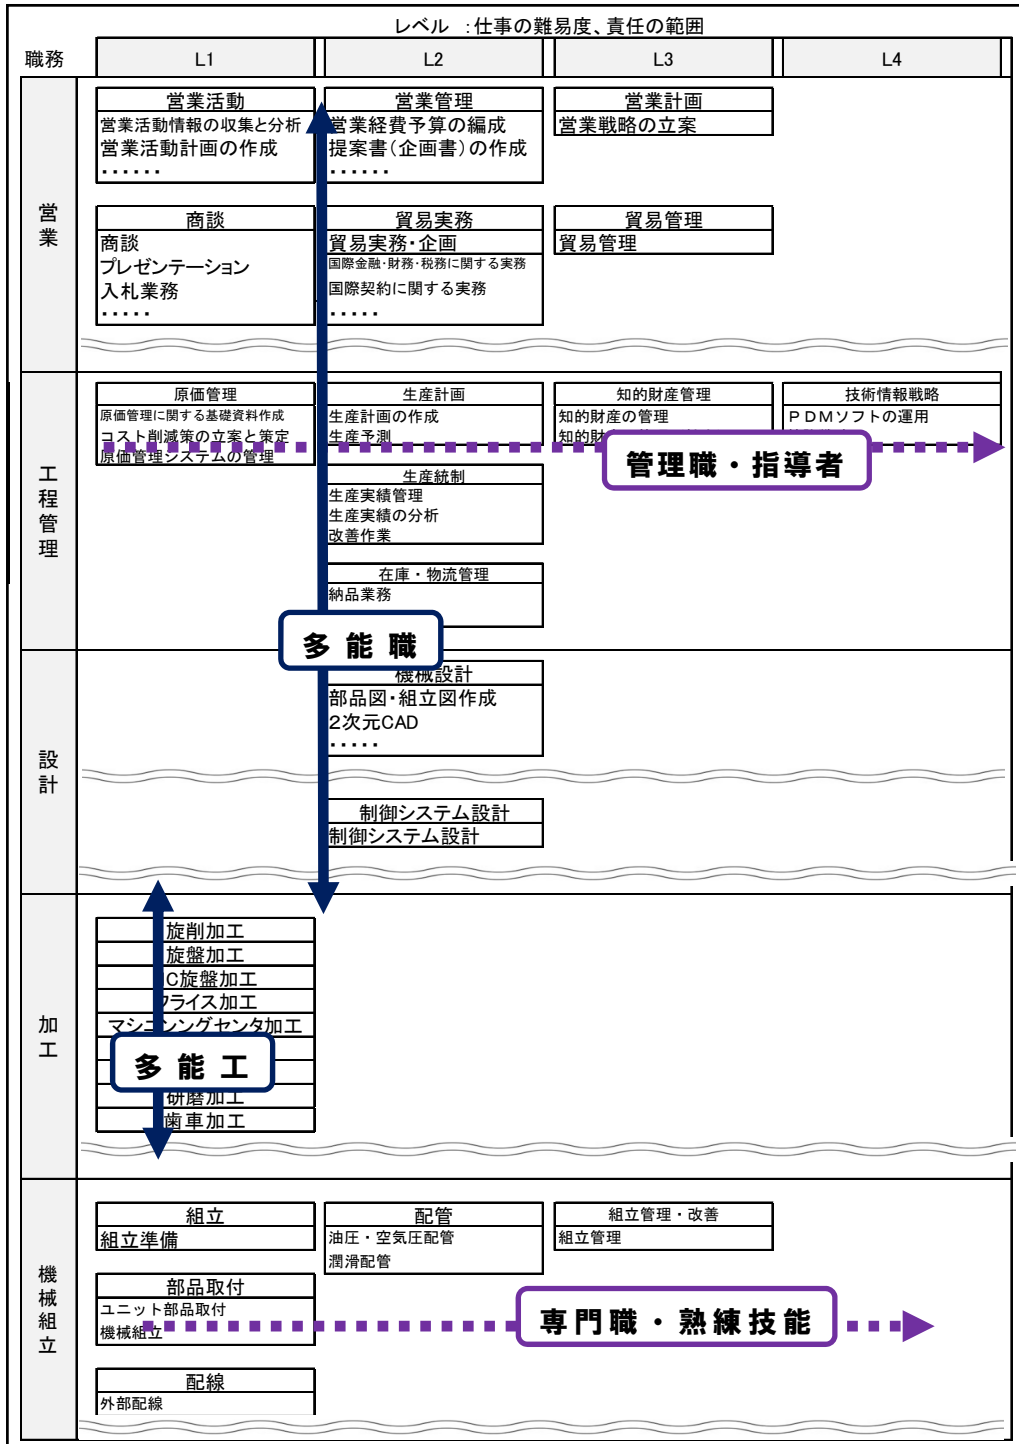 レベル ：仕事の難易度、責任の範囲
職務
L1
L2
L3
L4
営業
営業活動
営業活動情報の収集と分析
営業活動計画の作成
・・・・・・
営業管理
営業経費予算の編成
提案書（企画書）の作成
・・・・・・
営業計画
営業戦略の立案
商談
商談
プレゼンテーション
入札業務
・・・・・
貿易実務
貿易実務・企画
国際金融・財務・税務に関する実務
国際契約に関する実務
・・・・・
貿易管理
貿易管理
工程管理
原価管理
原価管理に関する基礎資料作成
コスト削減策の立案と策定
原価管理システムの管理
生産計画
生産計画の作成
生産予測
知的財産管理
知的財産の管理
知的財
技術情報戦略
ＰＤＭソフトの運用
管理職・指導者
生産統制
生産実績管理
生産実績の分析
改善作業
在庫・物流管理
納品業務
多能職
設計
機械設計
部品図・組立図作成
2次元CAD
・・・・・
制御システム設計
制御システム設計
加工
旋削加工
旋盤加工
C旋盤加工
フライス加工
マシニングセンタ加工
多能工
研磨加工
歯車加工
機械組立
組立
組立準備
配管
油圧・空気圧配管
潤滑配管
組立管理・改善
組立管理
部品取付
ユニット部品取付
機械組立
専門職・熟練技能
配線
外部配線